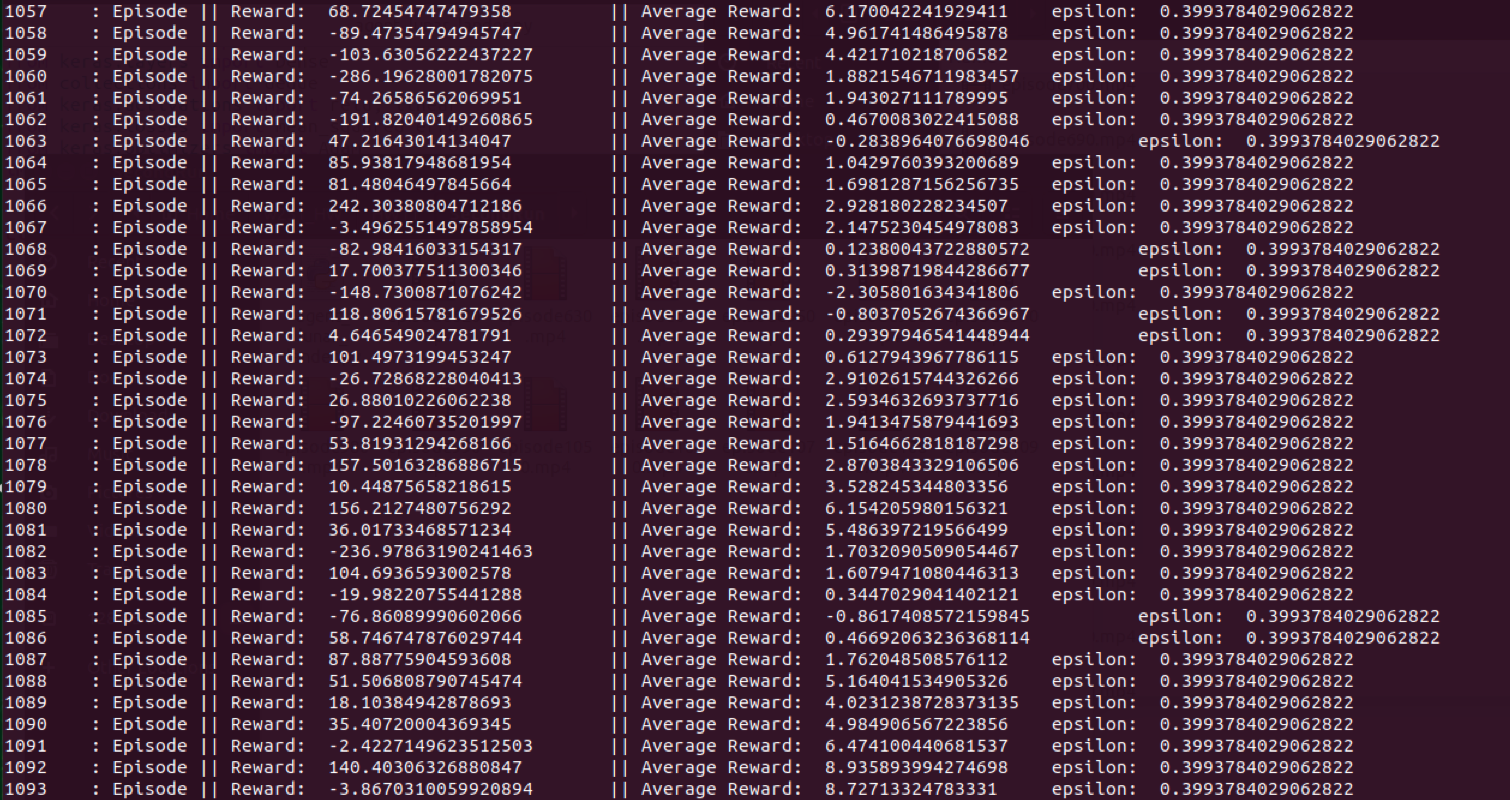 1057 : Episode || Reward: 68.72454747479358 || Average Reward: 6.170042241929411 epsilon: 0.3993784029062822
1058 : Episode || Reward: -89.47354794945747 || Average Reward: 4.961741486495878 epsilon: 0.3993784029062822
1059 : Episode || Reward: -103.63056222437227 || Average Reward: 4.421710218706582 epsilon: 0.3993784029062822
1060 : Episode || Reward: -286.19628001782075 || Average Reward: 1.8821546711983457 epsilon: 0.3993784029062822
1061 : Episode || Reward: -74.26586562069951 || Average Reward: 1.943027111789995 epsilon: 0.3993784029062822
1062 : Episode || Reward: -191.82040149260865 || Average Reward: 0.4670083022415088 epsilon: 0.3993784029062822
1063 : Episode || Reward: 47.21643014134047 || Average Reward: -0.2838964076698046 epsilon: 0.3993784029062822
1064 : Episode || Reward: 85.93817948681954 || Average Reward: 1.0429760393200689 epsilon: 0.3993784029062822
1065 : Episode || Reward: 81.48046497845664 || Average Reward: 1.6981287156256735 epsilon: 0.3993784029062822
1066 : Episode || Reward: 242.30380804712186 || Average Reward: 2.928180228234507 epsilon: 0.3993784029062822
1067 : Episode || Reward: -3.4962551497858954 || Average Reward: 2.1475230454978083 epsilon: 0.3993784029062822
1068 : Episode || Reward: -82.98416033154317 || Average Reward: 0.12380043722880572 epsilon: 0.3993784029062822
1069 : Episode || Reward: 17.700377511300346 || Average Reward: 0.31398719844286677 epsilon: 0.3993784029062822
1070 : Episode || Reward: -148.7300871076242 || Average Reward: -2.305801634341806 epsilon: 0.3993784029062822
1071 : Episode || Reward: 118.80615781679526 || Average Reward: -0.8037052674366967 epsilon: 0.3993784029062822
1072 : Episode || Reward: 4.646549024781791 || Average Reward: 0.29397946541448944 epsilon: 0.3993784029062822
1073 : Episode || Reward: 101.4973199453247 || Average Reward: 0.6127943967786115 epsilon: 0.3993784029062822
1074 : Episode || Reward: -26.72868228040413 || Average Reward: 2.9102615744326266 epsilon: 0.3993784029062822
1075 : Episode || Reward: 26.88010226062238 || Average Reward: 2.5934632693737716 epsilon: 0.3993784029062822
1076 : Episode || Reward: -97.22460735201997 || Average Reward: 1.9413475879441693 epsilon: 0.3993784029062822
1077 : Episode || Reward: 53.81931294268166 || Average Reward: 1.5164662818187298 epsilon: 0.3993784029062822
1078 : Episode || Reward: 157.50163286886715 || Average Reward: 2.8703843329106506 epsilon: 0.3993784029062822
1079 : Episode || Reward: 10.44875658218615 || Average Reward: 3.528245344803356 epsilon: 0.3993784029062822
1080 : Episode || Reward: 156.2127480756292 || Average Reward: 6.154205980156321 epsilon: 0.3993784029062822
1081 : Episode || Reward: 36.01733468571234 || Average Reward: 5.486397219566499 epsilon: 0.3993784029062822
1082 : Episode || Reward: -236.97863190241463 || Average Reward: 1.7032090509054467 epsilon: 0.3993784029062822
1083 : Episode || Reward: 104.6936593002578 || Average Reward: 1.6079471080446313 epsilon: 0.3993784029062822
1084 : Episode || Reward: -19.98220755441288 || Average Reward: 0.3447029041402121 epsilon: 0.3993784029062822
1085 : Episode || Reward: -76.86089990602066 || Average Reward: -0.8617408572159845 epsilon: 0.3993784029062822
1086 : Episode || Reward: 58.746747876029744 || Average Reward: 0.46692063236368114 epsilon: 0.3993784029062822
1087 : Episode || Reward: 87.88775904593608 || Average Reward: 1.762048508576112 epsilon: 0.3993784029062822
1088 : Episode || Reward: 51.506808790745474 || Average Reward: 5.164041534905326 epsilon: 0.3993784029062822
1089 : Episode || Reward: 18.10384942878693 || Average Reward: 4.0231238728373135 epsilon: 0.3993784029062822
1090 : Episode || Reward: 35.40720004369345 || Average Reward: 4.984906567223856 epsilon: 0.3993784029062822
1091 : Episode || Reward: -2.4227149623512503 || Average Reward: 6.474100440681537 epsilon: 0.3993784029062822
1092 : Episode || Reward: 140.40306326880847 || Average Reward: 8.935893994274698 epsilon: 0.3993784029062822
1093 : Episode || Reward: -3.8670310059920894 || Average Reward: 8.72713324783331 epsilon: 0.3993784029062822